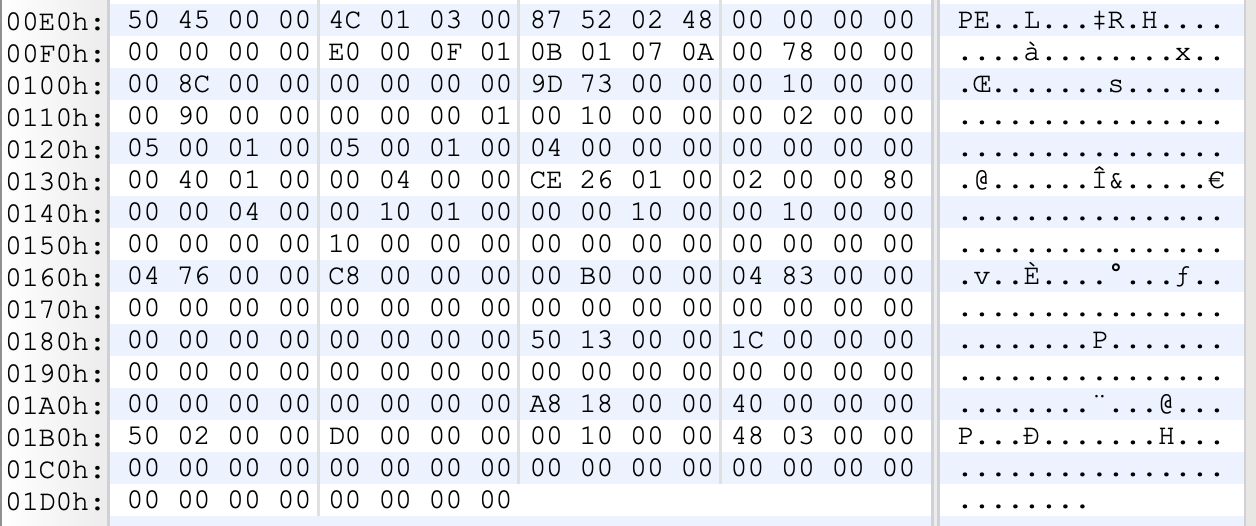 00E0h: 50 45 00 00 4C 01 03 00 87 52 02 48 00 00 00 00 PE..L...‡R.H....
00F0h: 00 00 00 00 E0 00 0F 01 0B 01 07 0A 00 78 00 00 ....à........x..
0100h: 00 8C 00 00 00 00 00 00 9D 73 00 00 00 10 00 00 .Œ.......s......
0110h: 00 90 00 00 00 00 00 01 00 10 00 00 00 02 00 00 ................
0120h: 05 00 01 00 05 00 01 00 04 00 00 00 00 00 00 00 ................
0130h: 00 40 01 00 00 04 00 00 CE 26 01 00 02 00 00 80 .@......Î&.....€
0140h: 00 00 04 00 00 10 01 00 00 00 10 00 00 10 00 00 ................
0150h: 00 00 00 00 10 00 00 00 00 00 00 00 00 00 00 00 ................
0160h: 04 76 00 00 C8 00 00 00 00 B0 00 00 04 83 00 00 .v..È....°...ƒ..
0170h: 00 00 00 00 00 00 00 00 00 00 00 00 00 00 00 00 ................
0180h: 00 00 00 00 00 00 00 00 50 13 00 00 1C 00 00 00 ........P.......
0190h: 00 00 00 00 00 00 00 00 00 00 00 00 00 00 00 00 ................
01A0h: 00 00 00 00 00 00 00 00 A8 18 00 00 40 00 00 00 ........¨...@...
01B0h: 50 02 00 00 D0 00 00 00 00 10 00 00 48 03 00 00 P...Ð.......H...
01C0h: 00 00 00 00 00 00 00 00 00 00 00 00 00 00 00 00 ................
01D0h: 00 00 00 00 00 00 00 00 ........